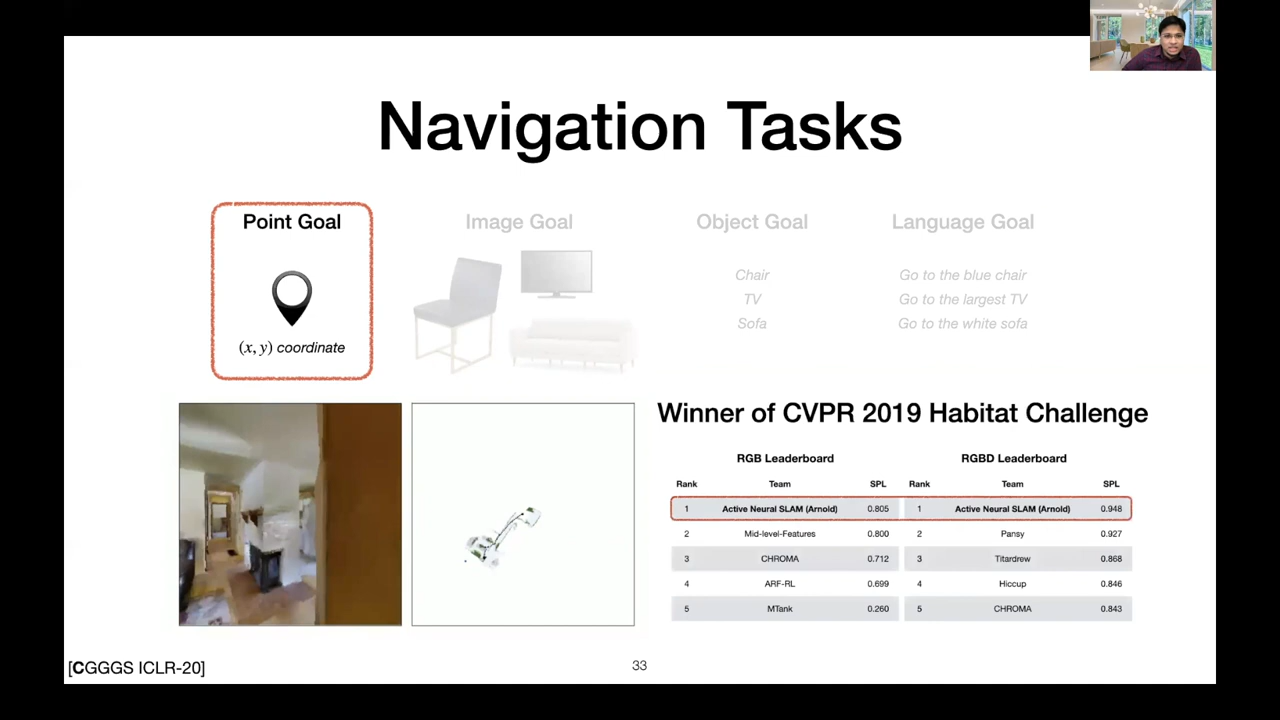 Navigation Tasks
Point Goal
Image Goal
Object Goal
Language Goal
Chair
TV
Sofa
Go to the blue chair
Go to the largest TV
Go to the white sofa
(x, y) coordinate
Winner of CVPR 2019 Habitat Challenge
RGB Leaderboard
RGBD Leaderboard
Rank Team SPL Rank Team SPL
1 Active Neural SLAM (Arnold) 0.805 1 Active Neural SLAM (Arnold) 0.948
2 Mid-level-Features 0.800 2 Pansy 0.927
3 CHROMA 0.712 3 Titardrew 0.868
4 ARF-RL 0.699 4 Hiccup 0.846
5 MTank 0.260 5 CHROMA 0.843
[CGGGS ICLR-20]
33